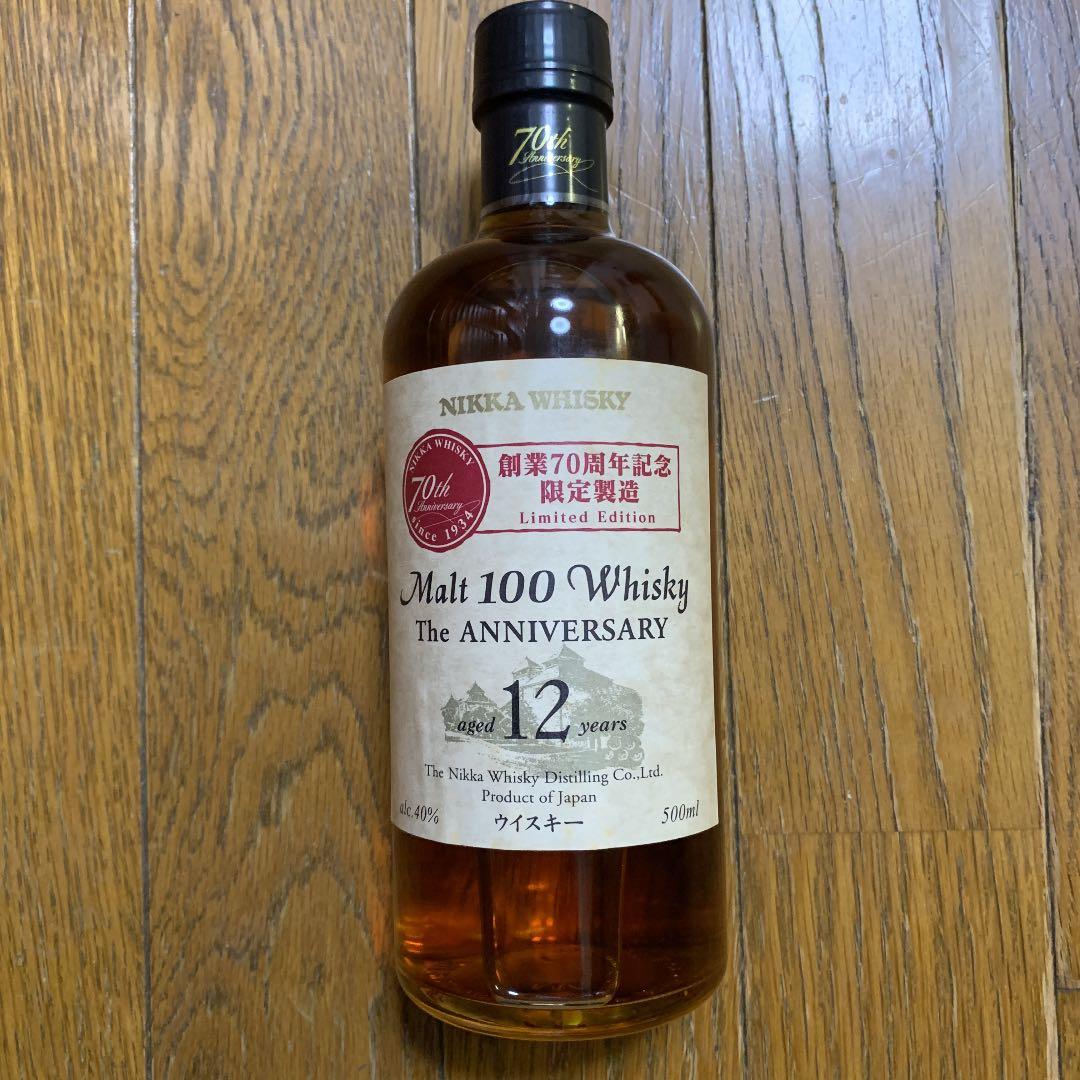 70th
Anniversary
NIKKA WHISKY
NIKKA WHISKY
70th
Anniversary
since 1934
創業70周年記念
限定製造
Limited Edition
Malt 100 Whisky
The ANNIVERSARY
aged 12 years
The Nikka Whisky Distilling Co.,Ltd.
Product of Japan
alc.40% ウイスキー 500ml